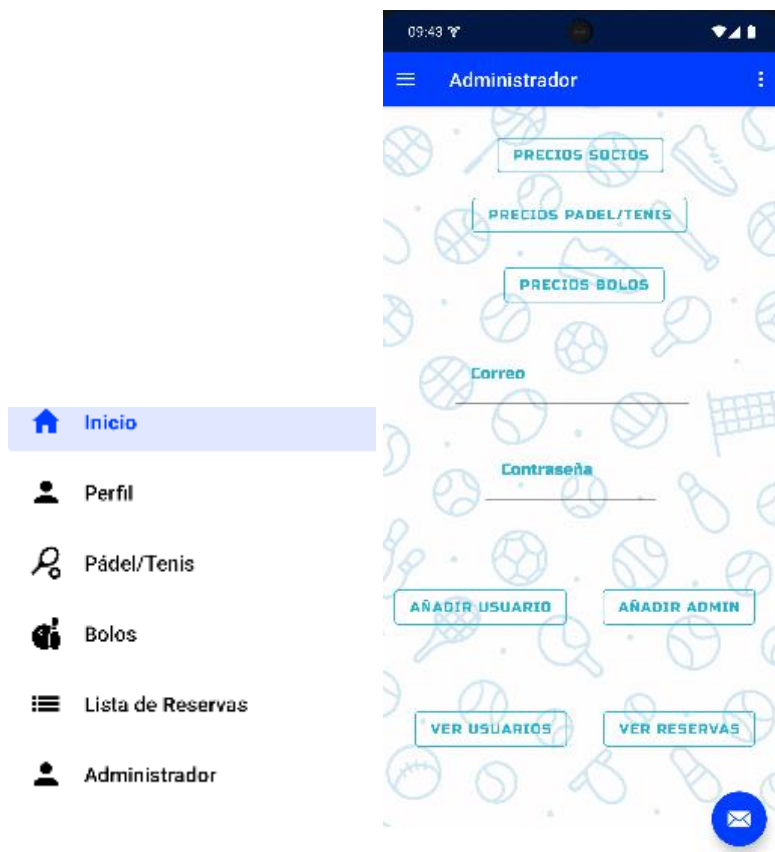 Inicio
Perfil
Pádel/Tenis
Bolos
Lista de Reservas
Administrador
09:43
Administrador
PRECIOS SOCIOS
PRECIOS PADEL/TENIS
PRECIOS BOLOS
Correo
Contraseña
AÑADIR USUARIO
AÑADIR ADMIN
VER USUARIOS
VER RESERVAS